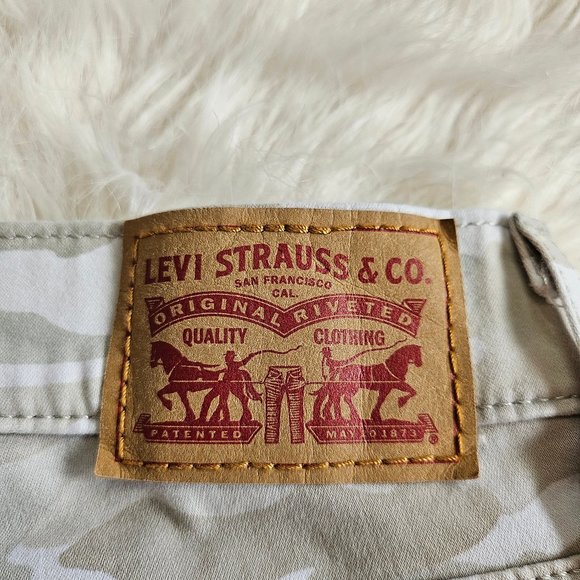 LEVI STRAUSS & CO.
SAN FRANCISCO
CAL.
ORIGINAL RIVETED
QUALITY CLOTHING
PATENTED MAY 20 1873
®